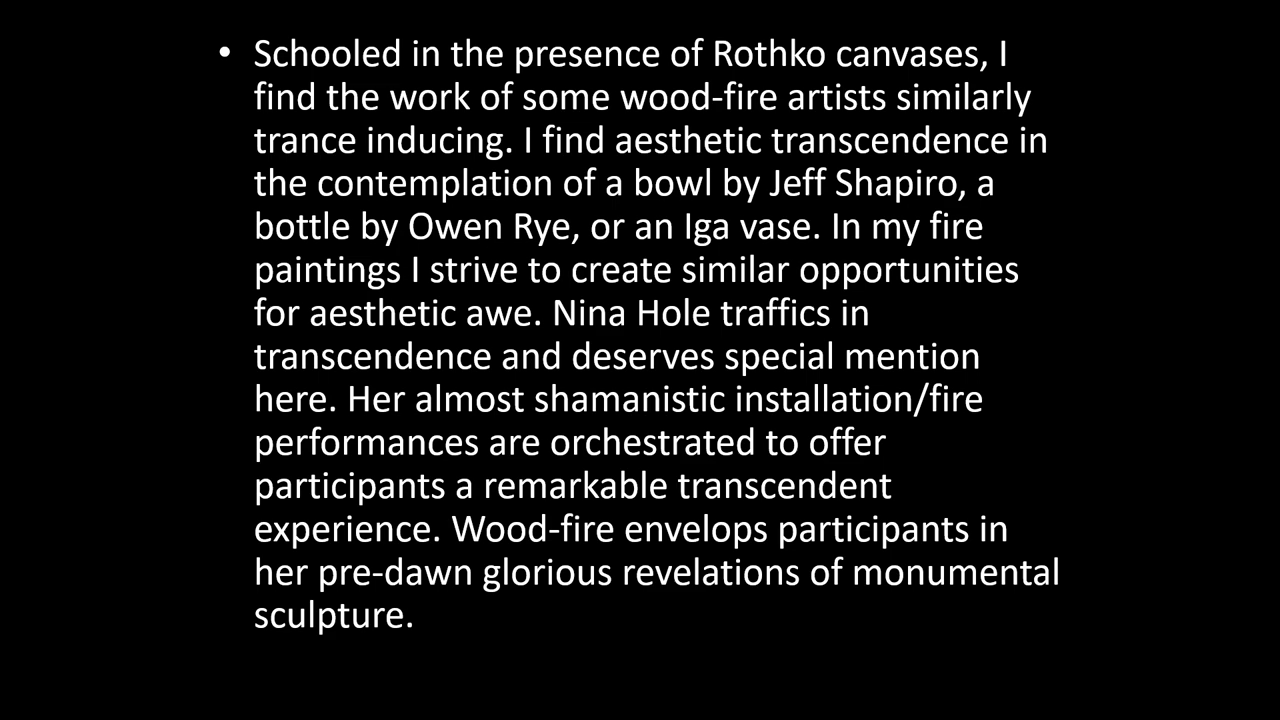 • Schooled in the presence of Rothko canvases, I
find the work of some wood-fire artists similarly
trance inducing. I find aesthetic transcendence in
the contemplation of a bowl by Jeff Shapiro, a
bottle by Owen Rye, or an Iga vase. In my fire
paintings I strive to create similar opportunities
for aesthetic awe. Nina Hole traffics in
transcendence and deserves special mention
here. Her almost shamanistic installation/fire
performances are orchestrated to offer
participants a remarkable transcendent
experience. Wood-fire envelops participants in
her pre-dawn glorious revelations of monumental
sculpture.